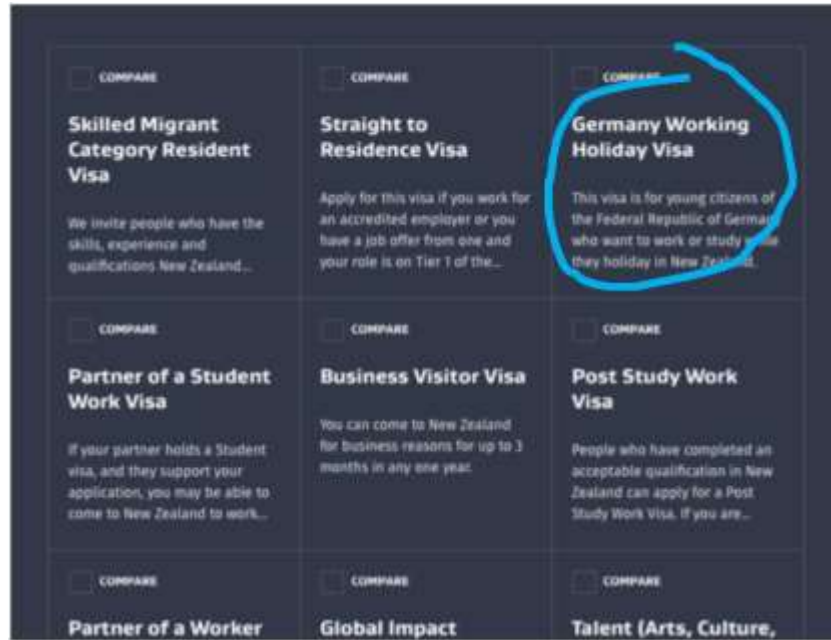 COMPARE
Skilled Migrant
Category Resident
Visa
We invite people who have the
skills, experience and
qualifications New Zealand...
COMPARE
Straight to
Residence Visa
Apply for this visa if you work for
an accredited employer or you
have a job offer from one and
your role is on Tier 1 of the...
COMPARE
Germany Working
Holiday Visa
This visa is for young citizens of
the Federal Republic of Germany
who want to work or study while
they holiday in New Zealand.
COMPARE
Partner of a Student
Work Visa
If your partner holds a Student
visa, and they support your
application, you may be able to
come to New Zealand to work...
COMPARE
Business Visitor Visa
You can come to New Zealand
for business reasons for up to 3
months in any one year.
COMPARE
Post Study Work
Visa
People who have completed an
acceptable qualification in New
Zealand can apply for a Post
Study Work Visa. If you are...
COMPARE
Partner of a Worker
COMPARE
Global Impact
COMPARE
Talent (Arts, Culture,